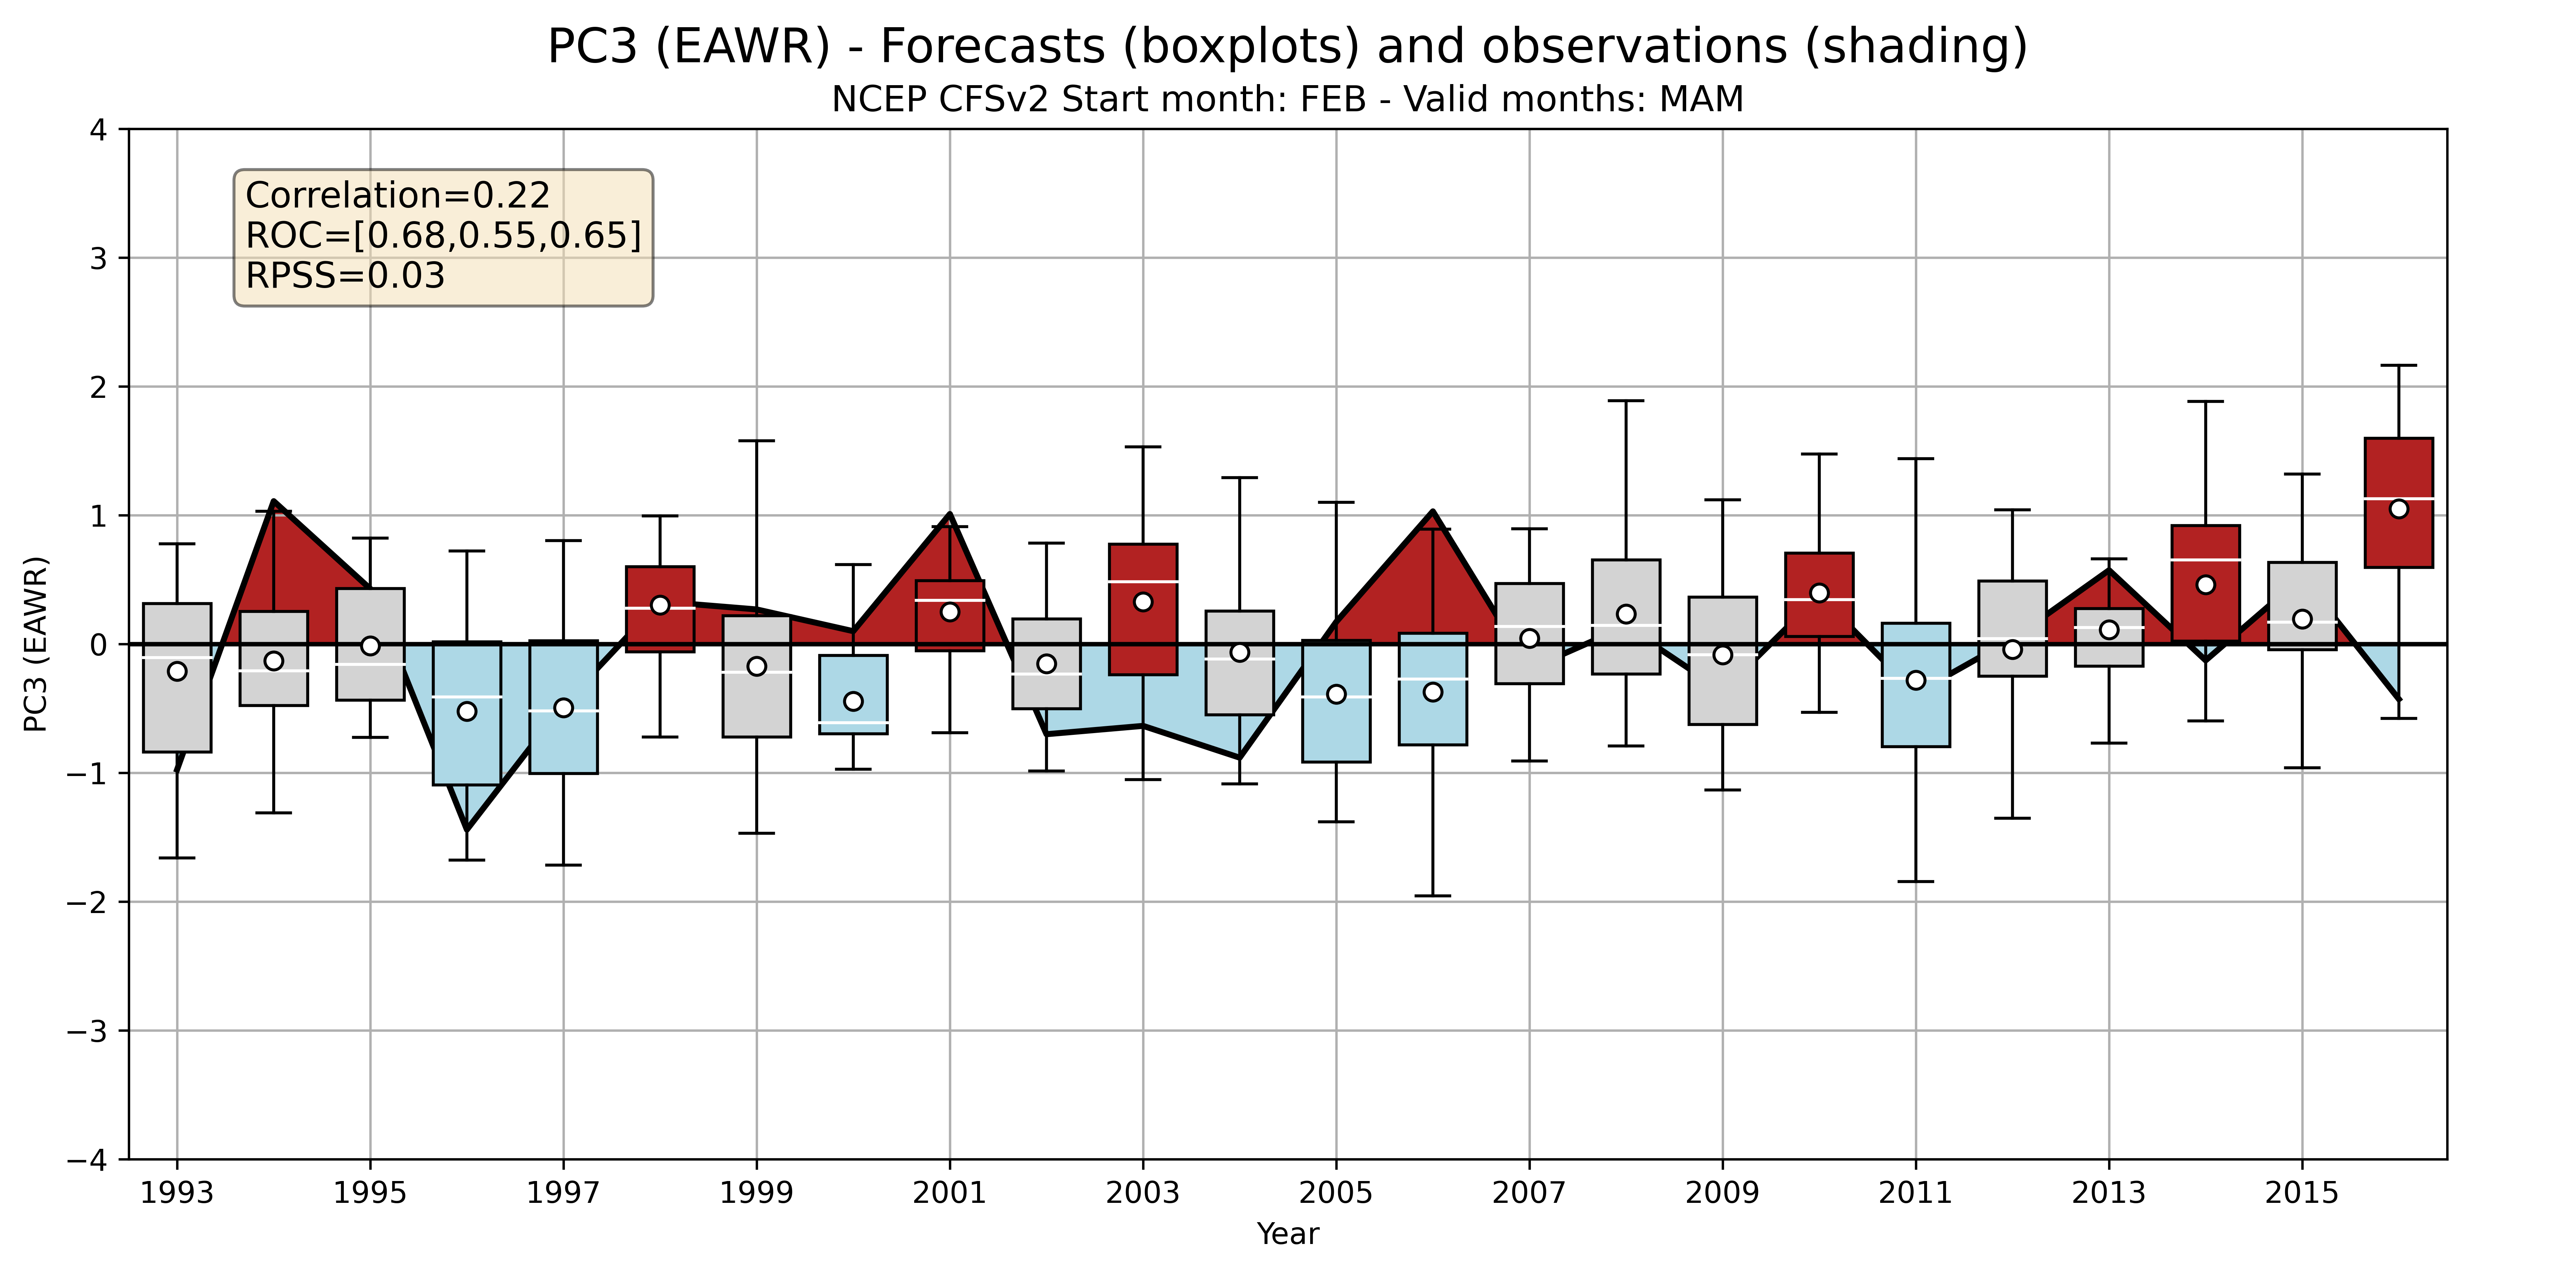 PC3 (EAWR) - Forecasts (boxplots) and observations (shading)
NCEP CFSv2 Start month: FEB - Valid months: MAM
Correlation=0.22
ROC=[0.68,0.55,0.65]
RPSS=0.03
PC3 (EAWR)
4
3
2
1
0
−1
−2
−3
−4
1993 1995 1997 1999 2001 2003 2005 2007 2009 2011 2013 2015
Year